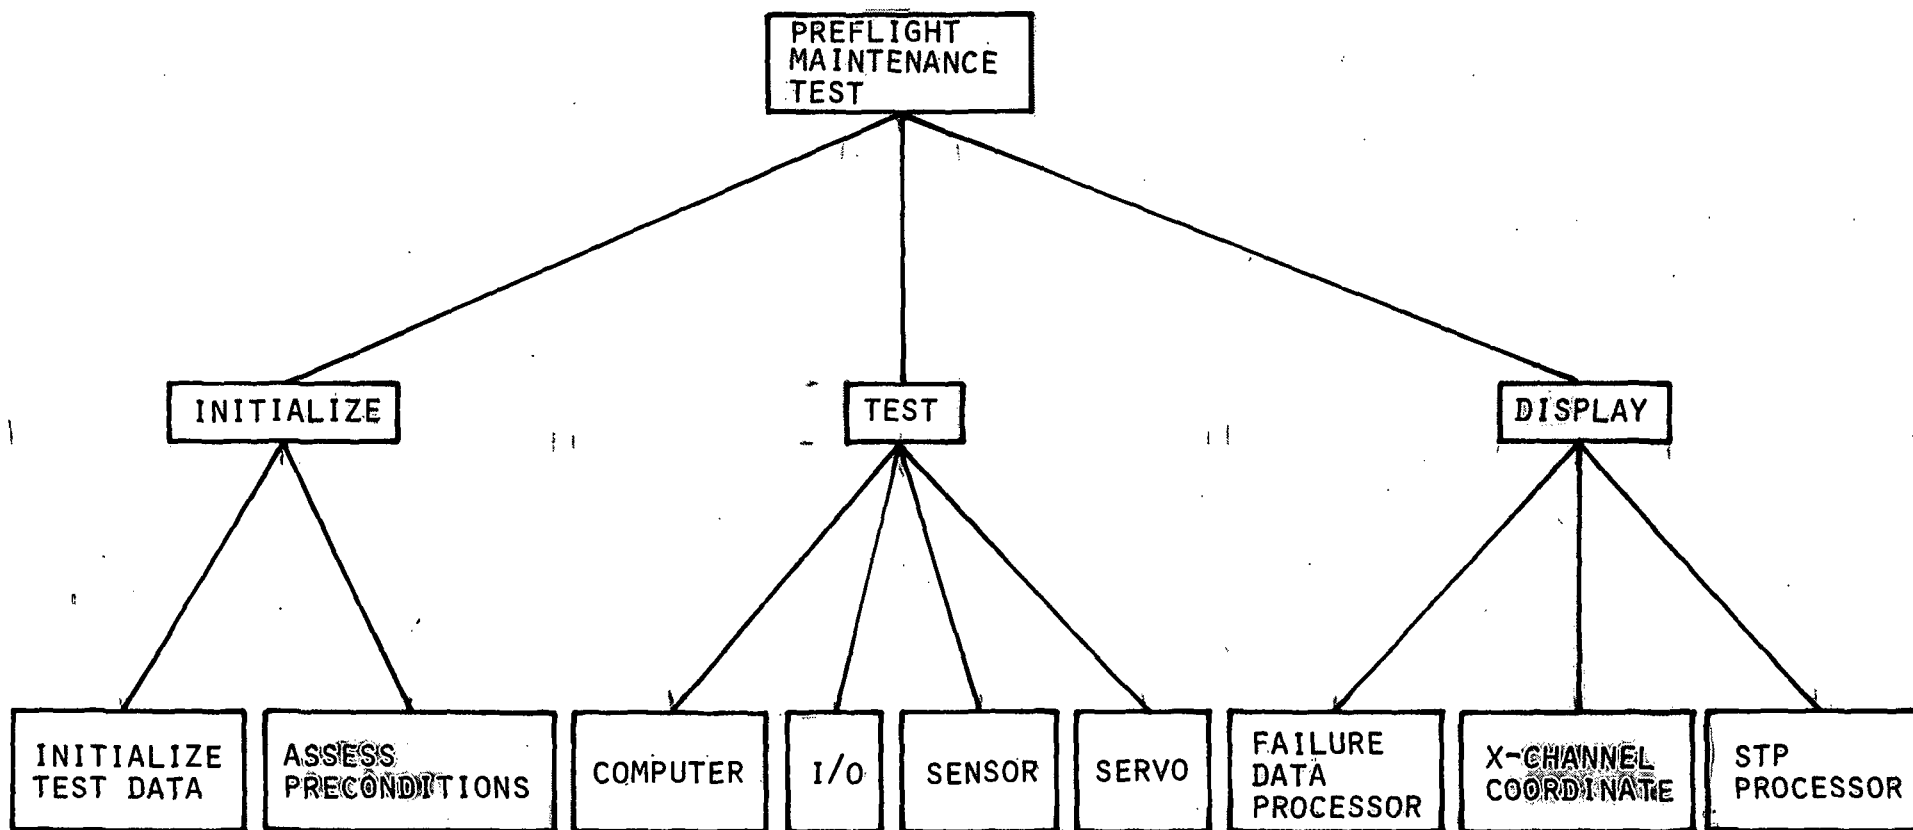 PREFLIGHT
MAINTENANCE
TEST
INITIALIZE
TEST
DISPLAY
INITIALIZE
TEST DATA
ASSESS
PRECONDITIONS
COMPUTER
I/O
SENSOR
SERVO
FAILURE
DATA
PROCESSOR
X-CHANNEL
COORDINATE
STP
PROCESSOR